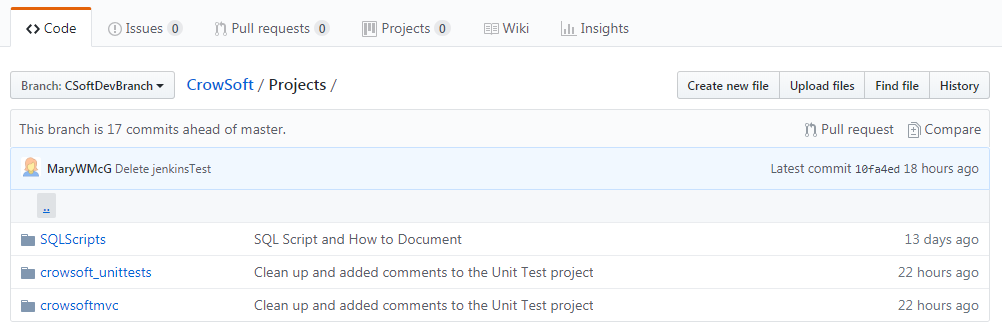 Code Issues 0 Pull requests 0 Projects 0 Wiki Insights
Branch: CSoftDevBranch CrowSoft / Projects / Create new file Upload files Find file History
This branch is 17 commits ahead of master. Pull request Compare
MaryWMcG Delete jenkinsTest Latest commit 10fa4ed 18 hours ago
..
SQLScripts SQL Script and How to Document 13 days ago
crowsoft_unittests Clean up and added comments to the Unit Test project 22 hours ago
crowsoftmvc Clean up and added comments to the Unit Test project 22 hours ago